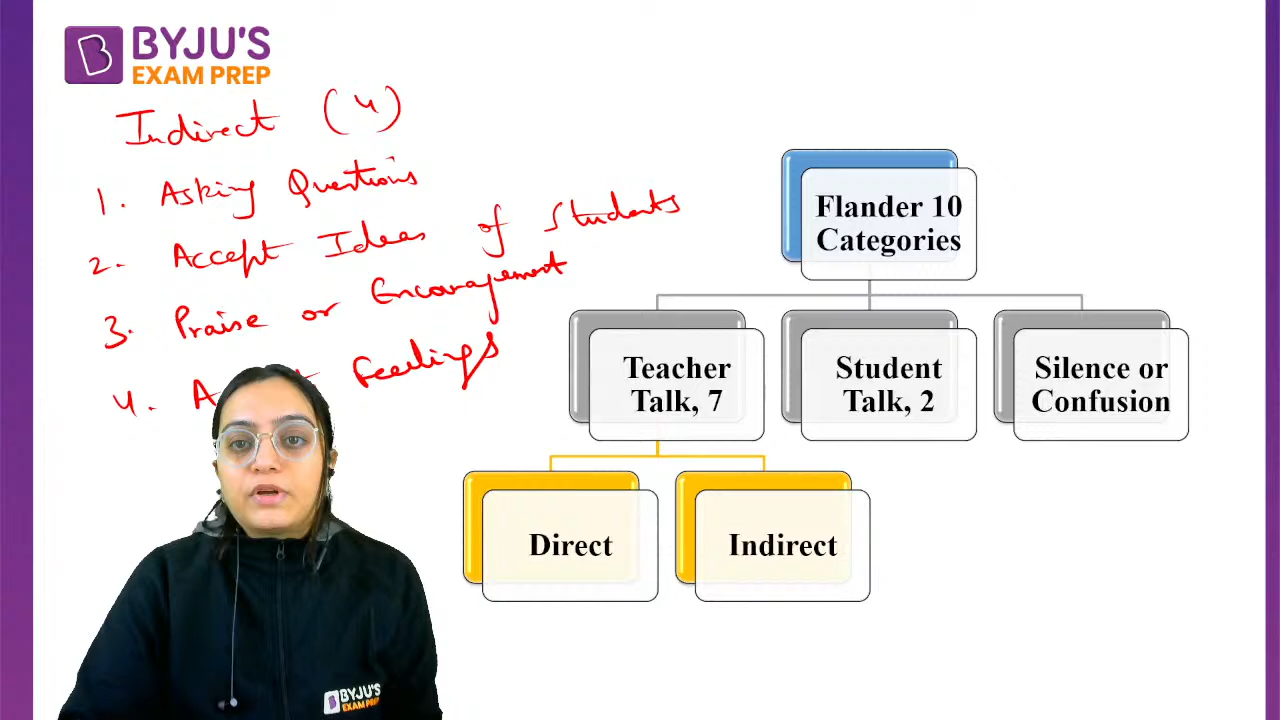 BYJU'S
EXAM PREP
Indirect (4)
1. Asking Questions
2. Accept Ideas of Students
3. Praise or Encouragement
4. Feelings
Flander 10
Categories
Teacher
Talk, 7
Student
Talk, 2
Silence or
Confusion
Direct
Indirect
BYJU'S
EXAM PREP